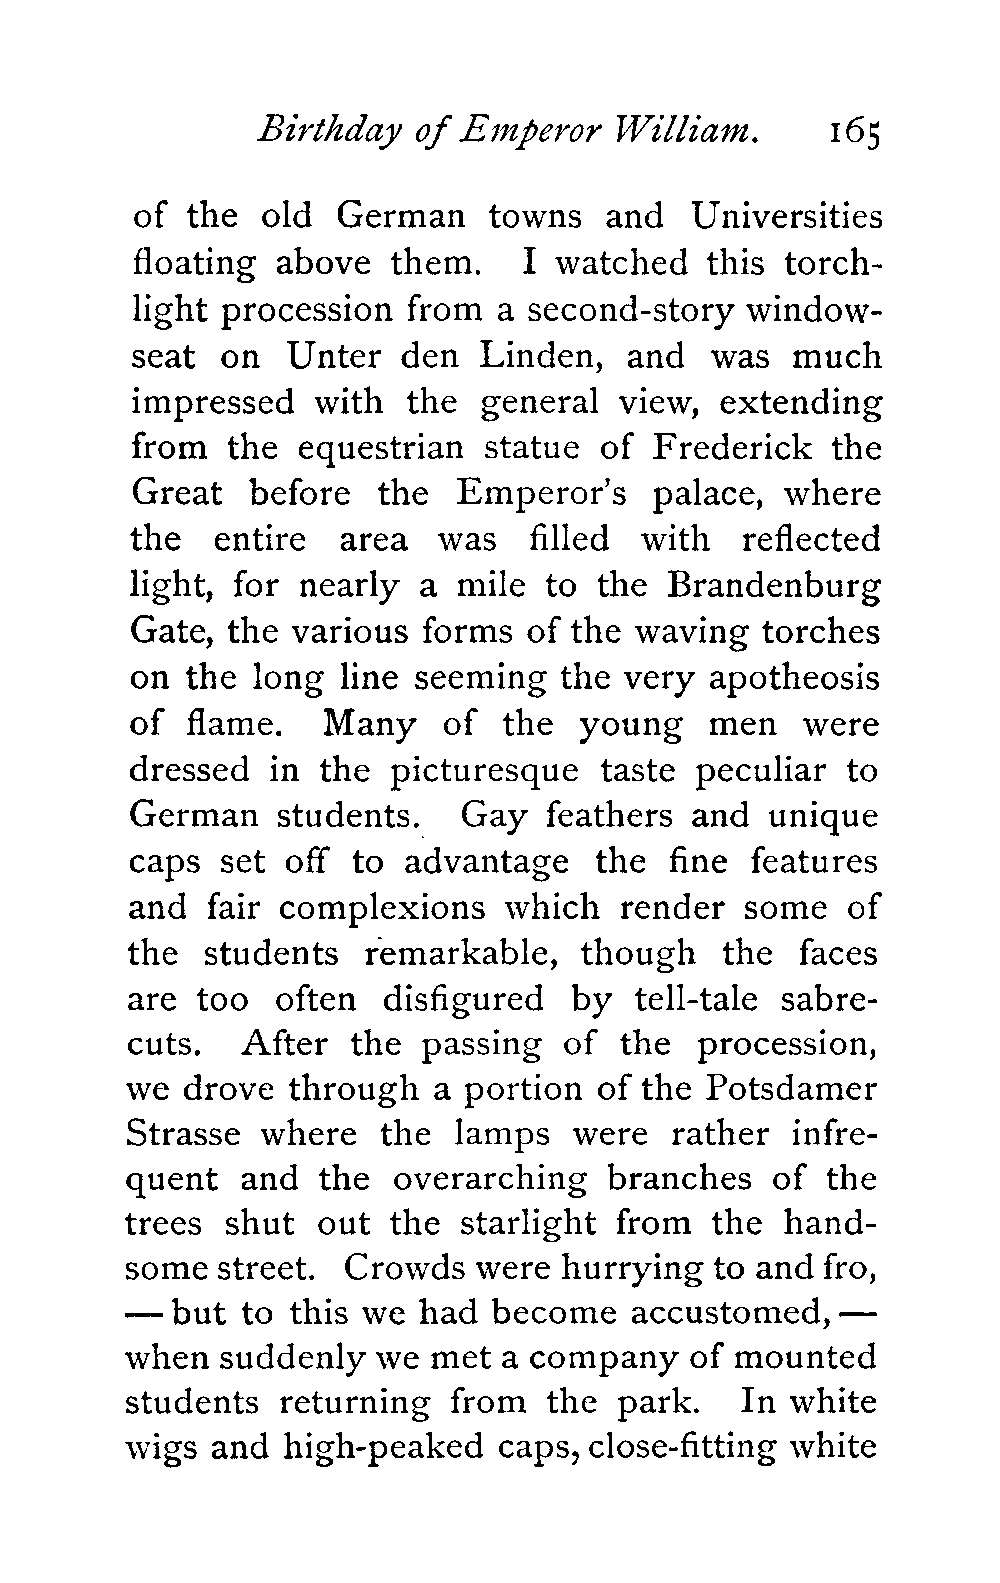 Birthday of Emperor William. 165
of the old German towns and Universities
floating above them. I watched this torch-
light procession from a second-story window-
seat on Unter den Linden, and was much
impressed with the general view, extending
from the equestrian statue of Frederick the
Great before the Emperor's palace, where
the entire area was filled with reflected
light, for nearly a mile to the Brandenburg
Gate, the various forms of the waving torches
on the long line seeming the very apotheosis
of flame. Many of the young men were
dressed in the picturesque taste peculiar to
German students. Gay feathers and unique
caps set off to advantage the fine features
and fair complexions which render some of
the students remarkable, though the faces
are too often disfigured by tell-tale sabre-
cuts. After the passing of the procession,
we drove through a portion of the Potsdamer
Strasse where the lamps were rather infre-
quent and the overarching branches of the
trees shut out the starlight from the hand-
some street. Crowds were hurrying to and fro,
— but to this we had become accustomed, —
when suddenly we met a company of mounted
students returning from the park. In white
wigs and high-peaked caps, close-fitting white